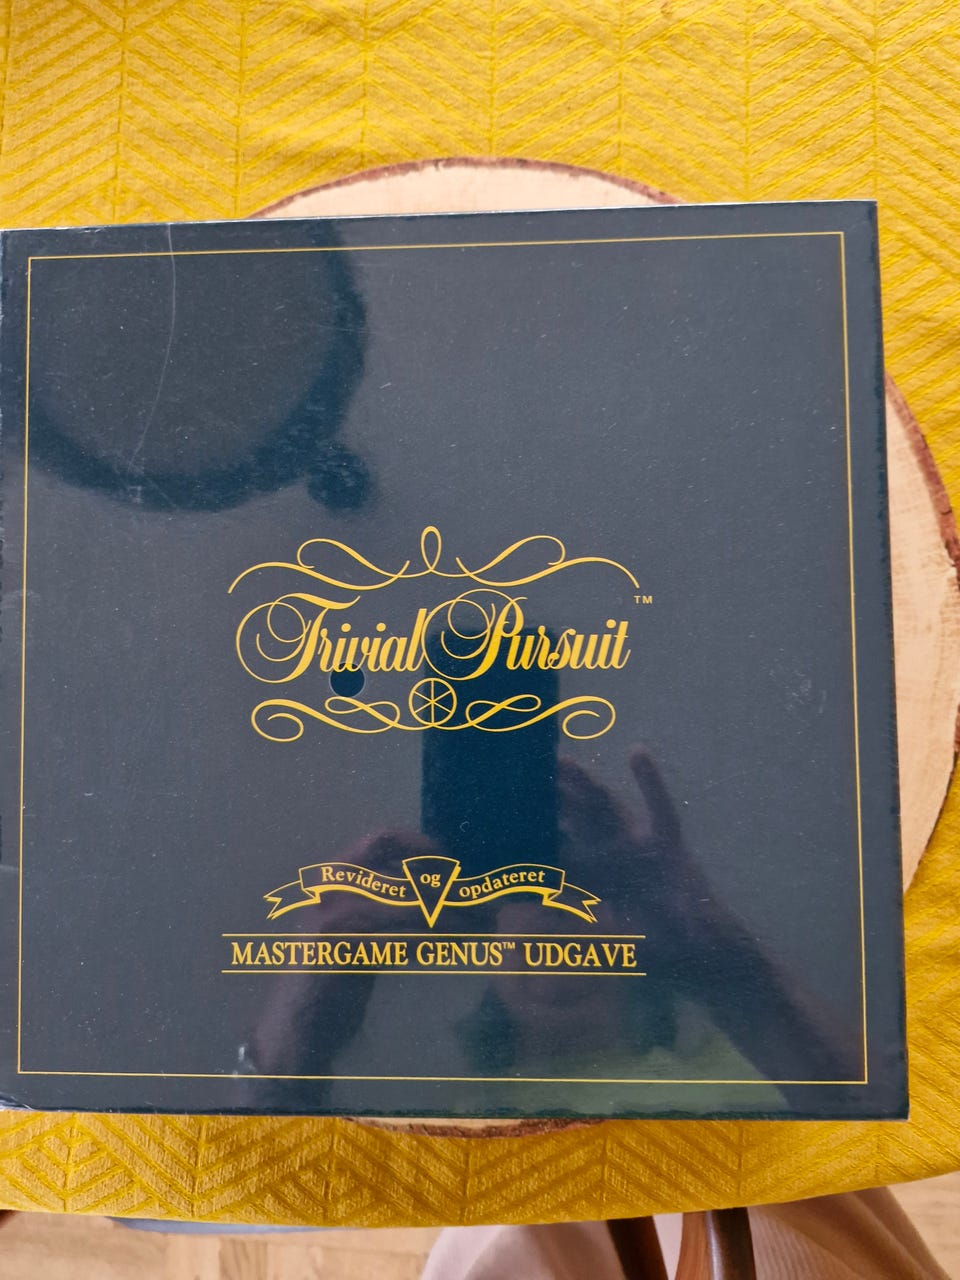 Trivial Pursuit™
Revideret og opdateret
MASTERGAME GENUS™ UDGAVE